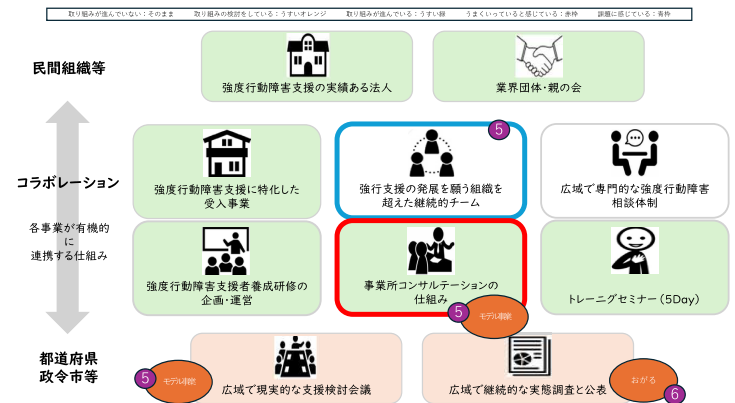 取り組みが進んでいない：そのまま　取り組みの検討をしている：うすいオレンジ　取り組みが進んでいる：うすい緑　うまくいっていると感じている：赤枠　課題に感じている：青枠
民間組織等
強度行動障害支援の実績ある法人
業界団体・親の会
5
コラボレーション
強度行動障害支援に特化した
受入事業
強行支援の発展を願う組織を
超えた継続的チーム
広域で専門的な強度行動障害
相談体制
各事業が有機的
に
連携する仕組み
強度行動障害支援者養成研修の
企画・運営
事業所コンサルテーションの
仕組み
トレーニングセミナー（5Day）
5
モデル事業
都道府県
政令市等
5
モデル事業
広域で現実的な支援検討会議
広域で継続的な実態調査と公表
おがる
6